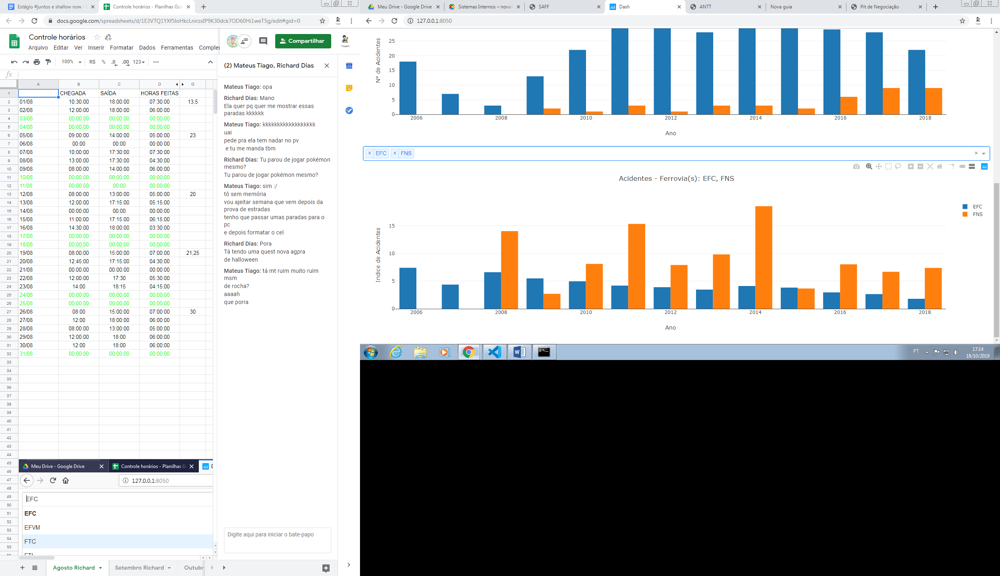 Estágio #juntos e shallow now -
Controle horários - Planilhas Goo
docs.google.com/spreadsheets/d/1E3VTQ1YXf5IoHkcLnirzxIP9K30dck7OD60Hi1weT5g/edit#gid=0
Controle horários
Compartilhar
Arquivo Editar Ver Inserir Formatar Dados Ferramentas Compler
100% R$ % .0 .00 123
fx
A B C D G
1 CHEGADA SAÍDA HORAS FEITAS
2 01/08 10:30:00 18:00:00 07:30:00 13,5
3 02/08 12:00:00 18:00:00 06:00:00
4 03/08 00:00:00 00:00:00 00:00:00
5 04/08 00:00:00 00:00:00 00:00:00
6 05/08 09:00:00 14:00:00 05:00:00 23
7 06/08 00:00 00:00 00:00:00
8 07/08 10:00:00 17:30:00 07:30:00
9 08/08 13:00:00 17:30:00 04:30:00
10 09/08 08:00:00 14:00:00 06:00:00
11 10/08 00:00:00 00:00:00 00:00:00
12 11/08 00:00:00 00:00 00:00:00
13 12/08 08:00:00 13:00:00 05:00:00 20
14 13/08 12:00:00 17:15:00 05:15:00
15 14/08 00:00:00 00:00 00:00:00
16 15/08 11:00:00 17:15:00 06:15:00
17 16/08 14:30:00 18:00:00 03:30:00
18 17/08 00:00:00 00:00:00 00:00:00
19 18/08 00:00:00 00:00:00 00:00:00
20 19/08 08:00:00 15:00:00 07:00:00 21,25
21 20/08 12:45:00 17:15:00 04:30:00
22 21/08 00:00:00 00:00:00 00:00:00
23 22/08 12:00:00 17:30 05:30:00
24 23/08 14:00 18:15 04:15:00
25 24/08 00:00:00 00:00:00 00:00:00
26 25/08 00:00:00 00:00:00 00:00:00
27 26/08 08:00 15:00:00 07:00:00 30
28 27/08 12:00 18:00:00 06:00:00
29 28/08 08:00:00 13:00:00 05:00:00
30 29/08 12:00:00 18:00 06:00:00
31 30/08 12:00 18:00 06:00:00
32 31/08 00:00:00 00:00:00 00:00:00
33
34
35
36
37
38
39
40
41
42
43
44
45
46
47
48
49
50
51
52
53
54
55
Meu Drive - Google Drive
Controle horários - Planilhas G
127.0.0.1:8050
EFC
EFC
EFVM
FTC
Agosto Richard
Setembro Richard
Outubr
(2) Mateus Tiago, Richard Dias
Mateus Tiago: opa
Richard Dias: Mano
Ela quer pq quer me mostrar essas
paradas kkkkkk
Mateus Tiago: kkkkkkkkkkkkkkkkkk
uai
pede pra ela tem nadar no pv
e tu me manda tbm
Richard Dias: Tu parou de jogar pokémon
mesmo?
Tu parou de jogar pokémon mesmo?
Mateus Tiago: sim :/
tô sem memória
vou ajeitar semana que vem depois da
prova de estradas
tenho que passar umas paradas para o
pc
e depois formatar o cel
Richard Dias: Pora
Tá tendo uma quest nova agpra
de halloween
Mateus Tiago: tá mt ruim muito ruim
msm
de rocha?
aaaah
que porra
Digite aqui para iniciar o bate-papo
31
Meu Drive - Google Drive
Sistemas Internos – novai
SAFF
Dash
ANTT
Nova guia
Pit de Negociação
127.0.0.1:8050
Nº de Acidentes
25
20
15
10
5
0
2006 2008 2010 2012 2014 2016 2018
Ano
× EFC × FNS
Acidentes - Ferrovia(s): EFC, FNS
EFC
FNS
Indice de Acidentes
15
10
5
0
2006 2008 2010 2012 2014 2016 2018
Ano
PT
17:14
18/10/2019